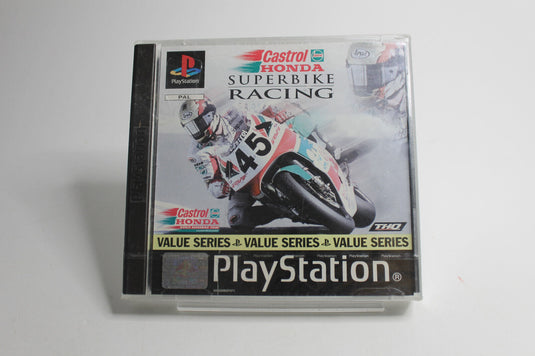 Castrol
HONDA
SUPERBIKE
RACING
PlayStation
PAL
45
Castrol
HONDA
THQ
VALUE SERIES VALUE SERIES VALUE SERIES
PlayStation®